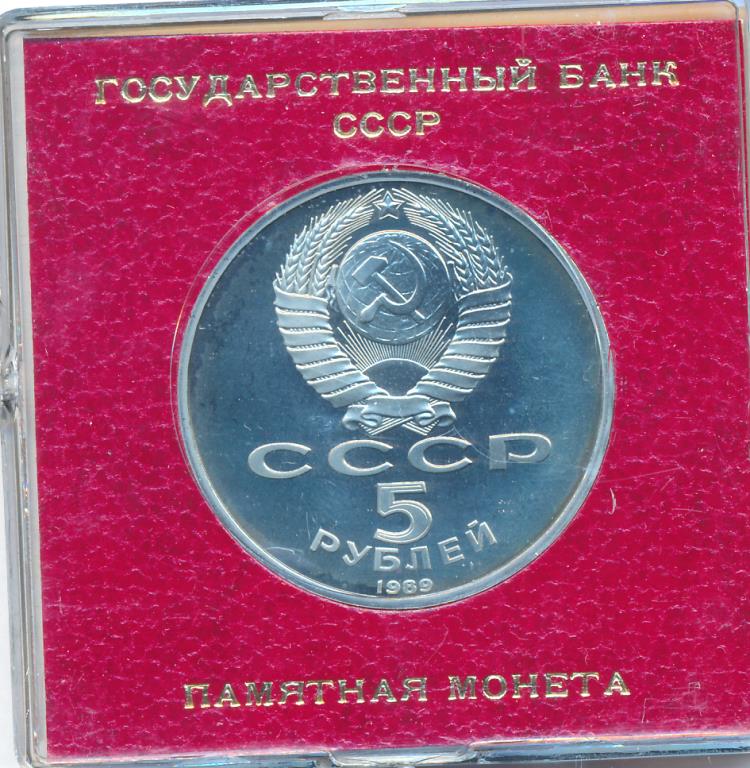 ГОСУДАРСТВЕННЫЙ БАНК
СССР
СССР
5
РУБЛЕЙ
1989
ПАМЯТНАЯ МОНЕТА